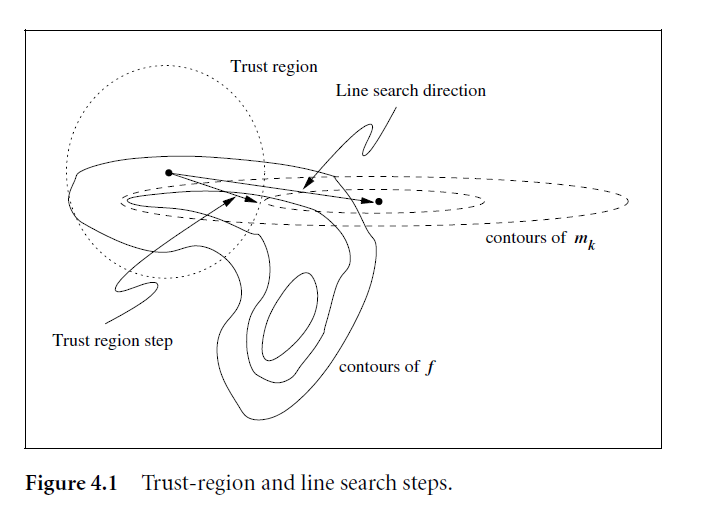 Trust region
Line search direction
contours of mk
Trust region step
contours of f
Figure 4.1 Trust-region and line search steps.